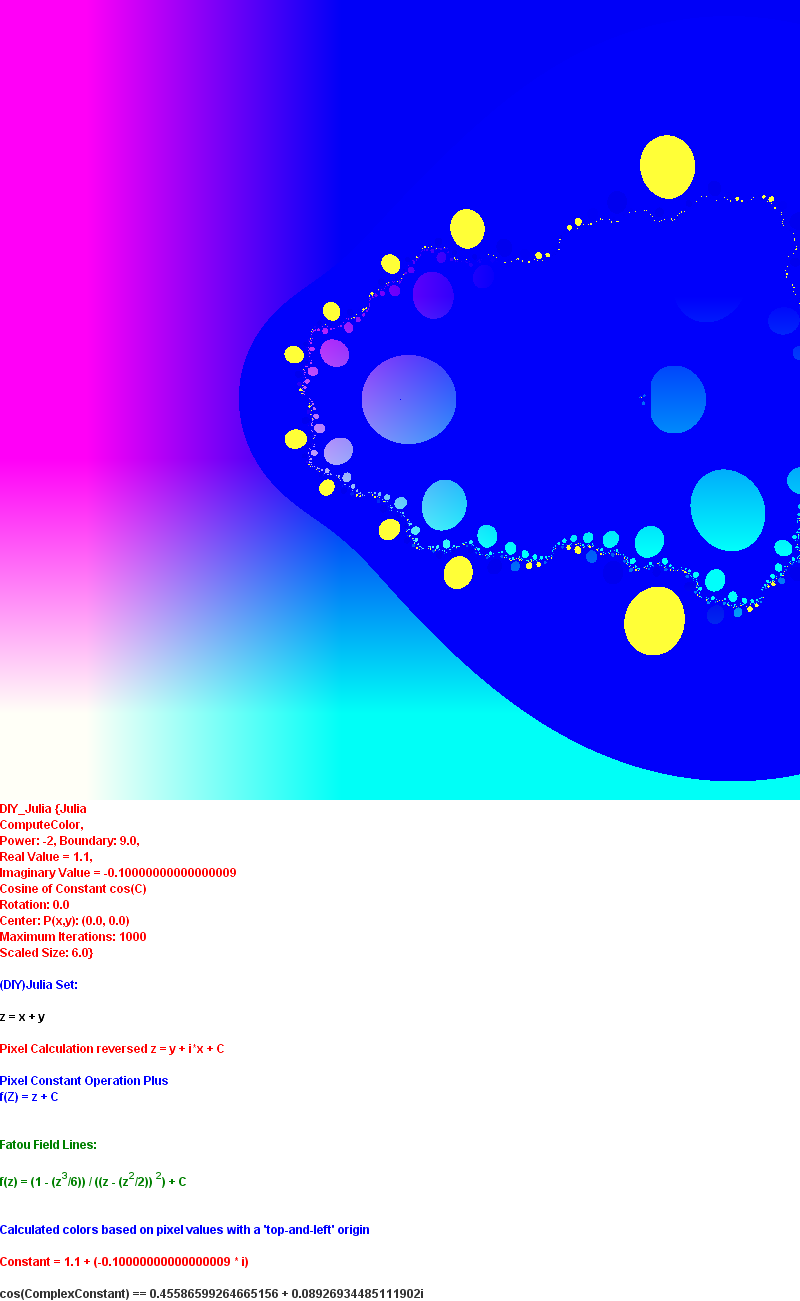 DIY_Julia {Julia
ComputeColor,
Power: -2, Boundary: 9.0,
Real Value = 1.1,
Imaginary Value = -0.10000000000000009
Cosine of Constant cos(C)
Rotation: 0.0
Center: P(x,y): (0.0, 0.0)
Maximum Iterations: 1000
Scaled Size: 6.0}
(DIY)Julia Set:
z = x + y
Pixel Calculation reversed z = y + i*x + C
Pixel Constant Operation Plus
f(Z) = z + C
Fatou Field Lines:
f(z) = (1 - (z³/6)) / ((z - (z²/2)) ²) + C
Calculated colors based on pixel values with a 'top-and-left' origin
Constant = 1.1 + (-0.10000000000000009 * i)
cos(ComplexConstant) == 0.45586599264665156 + 0.08926934485111902i